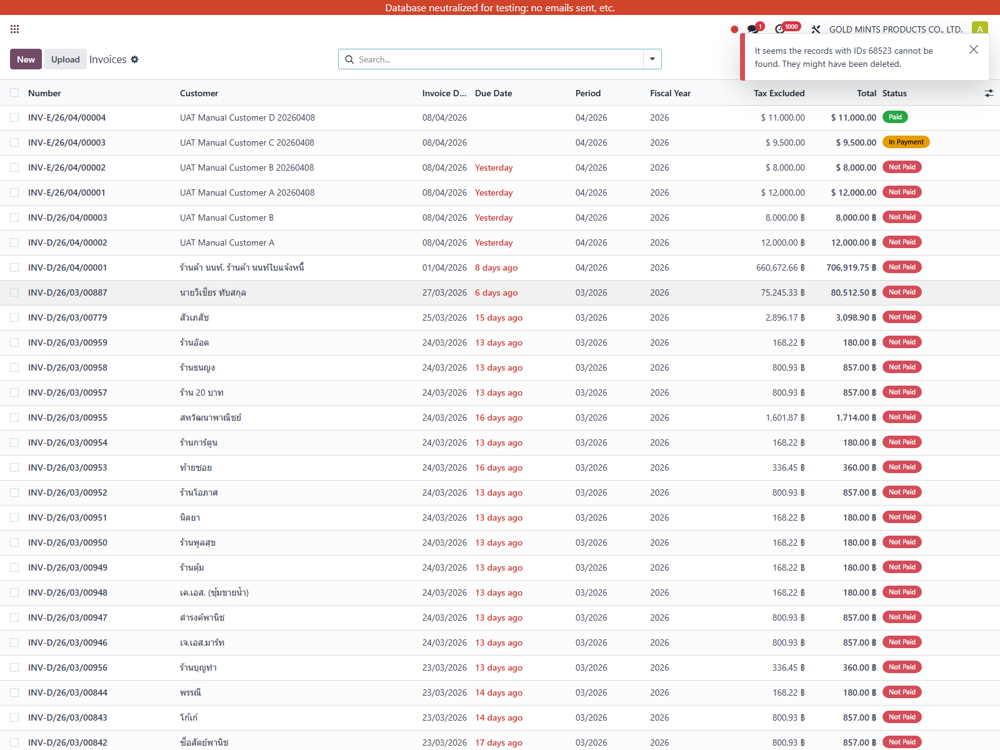 Database neutralized for testing: no emails sent, etc.
1 1000 GOLD MINTS PRODUCTS CO., LTD. A
It seems the records with IDs 68523 cannot be
found. They might have been deleted.
New Upload Invoices Search...
Number Customer Invoice D... Due Date Period Fiscal Year Tax Excluded Total Status
INV-E/26/04/00004 UAT Manual Customer D 20260408 08/04/2026 04/2026 2026 $ 11,000.00 $ 11,000.00 Paid
INV-E/26/04/00003 UAT Manual Customer C 20260408 08/04/2026 04/2026 2026 $ 9,500.00 $ 9,500.00 In Payment
INV-E/26/04/00002 UAT Manual Customer B 20260408 08/04/2026 Yesterday 04/2026 2026 $ 8,000.00 $ 8,000.00 Not Paid
INV-E/26/04/00001 UAT Manual Customer A 20260408 08/04/2026 Yesterday 04/2026 2026 $ 12,000.00 $ 12,000.00 Not Paid
INV-D/26/04/00003 UAT Manual Customer B 08/04/2026 Yesterday 04/2026 2026 8,000.00 ฿ 8,000.00 ฿ Not Paid
INV-D/26/04/00002 UAT Manual Customer A 08/04/2026 Yesterday 04/2026 2026 12,000.00 ฿ 12,000.00 ฿ Not Paid
INV-D/26/04/00001 ร้านค้า นนท์, ร้านค้า นนท์ใบแจ้งหนี้ 01/04/2026 8 days ago 04/2026 2026 660,672.66 ฿ 706,919.75 ฿ Not Paid
INV-D/26/03/00887 นายวิเชียร ทับสกุล 27/03/2026 6 days ago 03/2026 2026 75,245.33 ฿ 80,512.50 ฿ Not Paid
INV-D/26/03/00779 สัวเภสัช 25/03/2026 15 days ago 03/2026 2026 2,896.17 ฿ 3,098.90 ฿ Not Paid
INV-D/26/03/00959 ร้านอ๊อด 24/03/2026 13 days ago 03/2026 2026 168.22 ฿ 180.00 ฿ Not Paid
INV-D/26/03/00958 ร้านธนญง 24/03/2026 13 days ago 03/2026 2026 800.93 ฿ 857.00 ฿ Not Paid
INV-D/26/03/00957 ร้าน 20 บาท 24/03/2026 13 days ago 03/2026 2026 800.93 ฿ 857.00 ฿ Not Paid
INV-D/26/03/00955 สหวัฒนาพาณิชย์ 24/03/2026 16 days ago 03/2026 2026 1,601.87 ฿ 1,714.00 ฿ Not Paid
INV-D/26/03/00954 ร้านการ์ตูน 24/03/2026 13 days ago 03/2026 2026 168.22 ฿ 180.00 ฿ Not Paid
INV-D/26/03/00953 ท้ายซอย 24/03/2026 16 days ago 03/2026 2026 336.45 ฿ 360.00 ฿ Not Paid
INV-D/26/03/00952 ร้านโอภาศ 24/03/2026 13 days ago 03/2026 2026 800.93 ฿ 857.00 ฿ Not Paid
INV-D/26/03/00951 นิตยา 24/03/2026 13 days ago 03/2026 2026 168.22 ฿ 180.00 ฿ Not Paid
INV-D/26/03/00950 ร้านพูลสุข 24/03/2026 13 days ago 03/2026 2026 168.22 ฿ 180.00 ฿ Not Paid
INV-D/26/03/00949 ร้านตุ้ม 24/03/2026 13 days ago 03/2026 2026 168.22 ฿ 180.00 ฿ Not Paid
INV-D/26/03/00948 เค.เอส. (ซุ้มขายน้ำ) 24/03/2026 13 days ago 03/2026 2026 168.22 ฿ 180.00 ฿ Not Paid
INV-D/26/03/00947 ดำรงค์พานิช 24/03/2026 13 days ago 03/2026 2026 800.93 ฿ 857.00 ฿ Not Paid
INV-D/26/03/00946 เจ.เอส.มาร์ท 24/03/2026 13 days ago 03/2026 2026 800.93 ฿ 857.00 ฿ Not Paid
INV-D/26/03/00956 ร้านบุญทำ 23/03/2026 13 days ago 03/2026 2026 336.45 ฿ 360.00 ฿ Not Paid
INV-D/26/03/00844 พรรณี 23/03/2026 14 days ago 03/2026 2026 168.22 ฿ 180.00 ฿ Not Paid
INV-D/26/03/00843 โก้เก๋ 23/03/2026 14 days ago 03/2026 2026 800.93 ฿ 857.00 ฿ Not Paid
INV-D/26/03/00842 ซื่อสัตย์พานิช 23/03/2026 17 days ago 03/2026 2026 800.93 ฿ 857.00 ฿ Not Paid